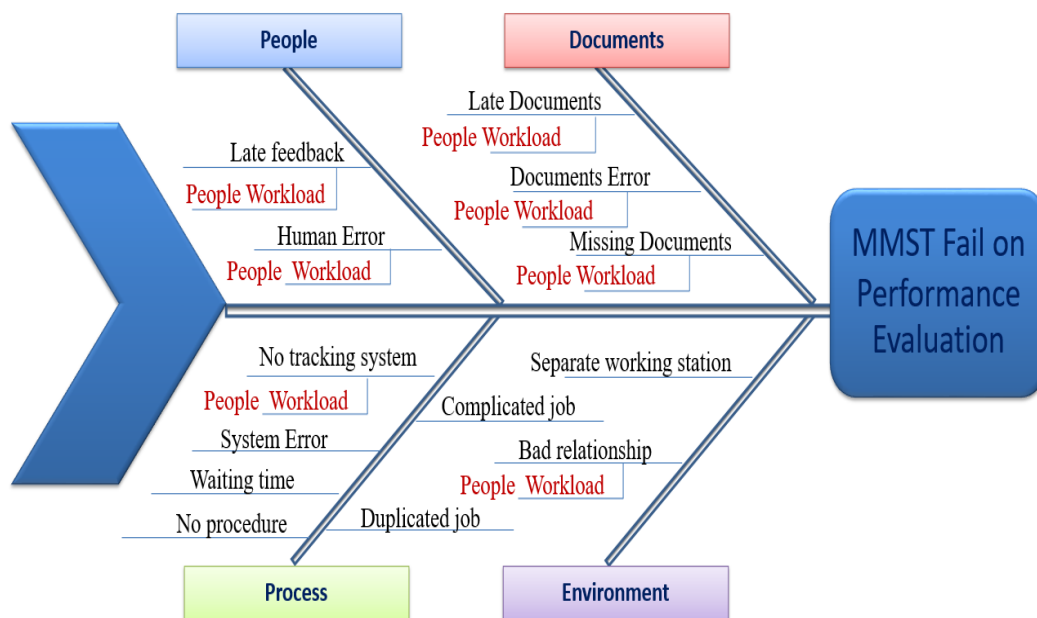 People
Documents
Late Documents
People Workload
Late feedback
People Workload
Documents Error
People Workload
Human Error
People Workload
Missing Documents
People Workload
MMST Fail on
Performance
Evaluation
No tracking system
People Workload
Separate working station
Complicated job
System Error
Bad relationship
People Workload
Waiting time
No procedure
Duplicated job
Process
Environment